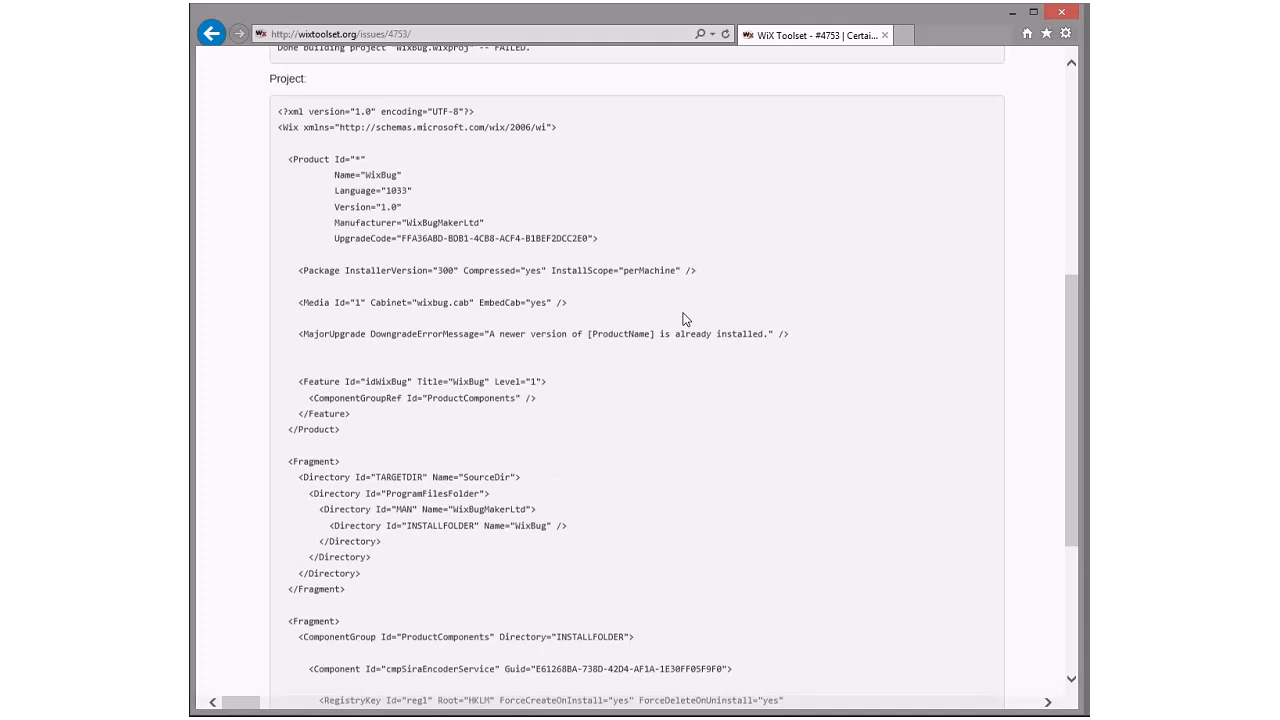 http://wixtoolset.org/issues/4753/
WiX Toolset - #4753 | Certai...
Done building project "WixBug.wixproj" -- FAILED.
Project:
<?xml version="1.0" encoding="UTF-8"?>
<Wix xmlns="http://schemas.microsoft.com/wix/2006/wi">
<Product Id="*"
Name="WixBug"
Language="1033"
Version="1.0"
Manufacturer="WixBugMakerLtd"
UpgradeCode="FFA36ABD-BDB1-4CB8-ACF4-B1BEF2DCC2E0">
<Package InstallerVersion="300" Compressed="yes" InstallScope="perMachine" />
<Media Id="1" Cabinet="wixbug.cab" EmbedCab="yes" />
<MajorUpgrade DowngradeErrorMessage="A newer version of [ProductName] is already installed." />
<Feature Id="idWixBug" Title="WixBug" Level="1">
<ComponentGroupRef Id="ProductComponents" />
</Feature>
</Product>
<Fragment>
<Directory Id="TARGETDIR" Name="SourceDir">
<Directory Id="ProgramFilesFolder">
<Directory Id="MAN" Name="WixBugMakerLtd">
<Directory Id="INSTALLFOLDER" Name="WixBug" />
</Directory>
</Directory>
</Directory>
</Fragment>
<Fragment>
<ComponentGroup Id="ProductComponents" Directory="INSTALLFOLDER">
<Component Id="cmpSiraEncoderService" Guid="E61268BA-738D-42D4-AF1A-1E30FF05F9F0">
<RegistryKey Id="reg1" Root="HKLM" ForceCreateOnInstall="yes" ForceDeleteOnUninstall="yes"